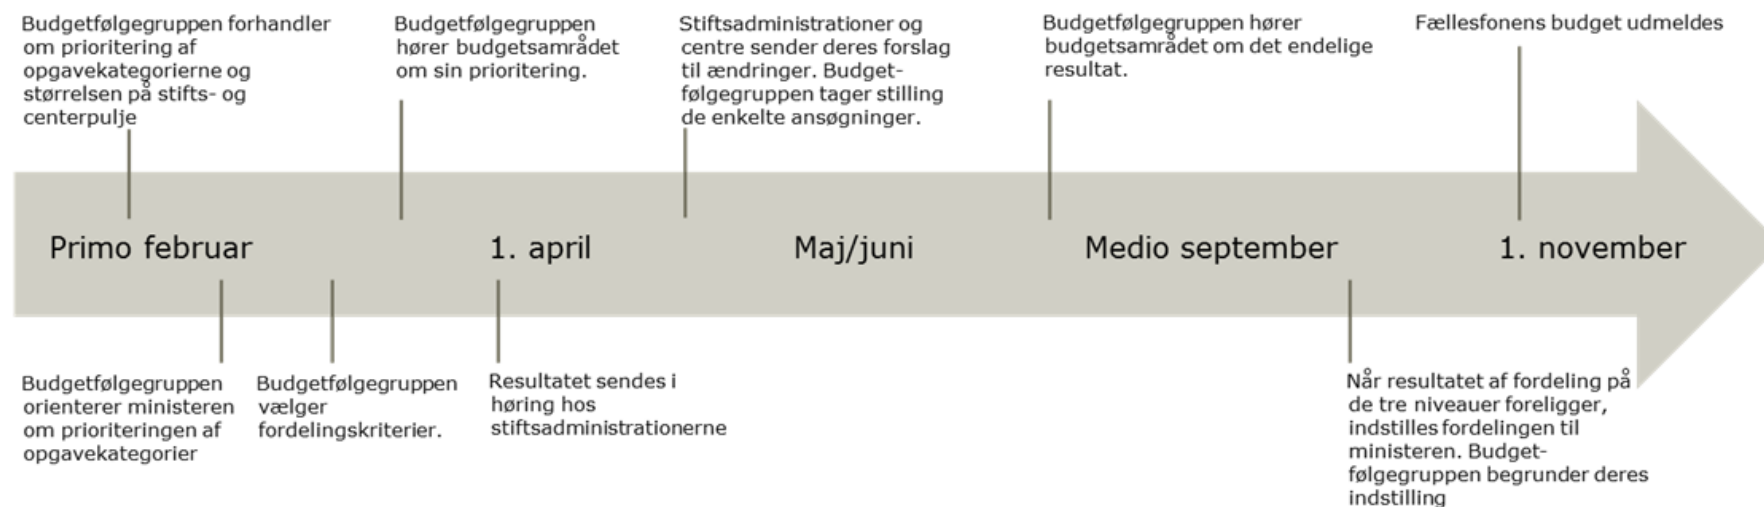 Budgetfølgegruppen forhandler
om prioritering af
opgavekategorierne og
størrelsen på stifts- og
centerpulje
Budgetfølgegruppen
hører budgetsamrådet
om sin prioritering.
Stiftsadministrationer og
centre sender deres forslag
til ændringer. Budget-
følgegruppen tager stilling
de enkelte ansøgninger.
Budgetfølgegruppen hører
budgetsamrådet om det endelige
resultat.
Fællesfonens budget udmeldes
Primo februar
1. april
Maj/juni
Medio september
1. november
Budgetfølgegruppen
orienterer ministeren
om prioriteringen af
opgavekategorier
Budgetfølgegruppen
vælger
fordelingskriterier.
Resultatet sendes i
høring hos
stiftsadministrationerne
Når resultatet af fordeling på
de tre niveauer foreligger,
indstilles fordelingen til
ministeren. Budget-
følgegruppen begrunder deres
indstilling